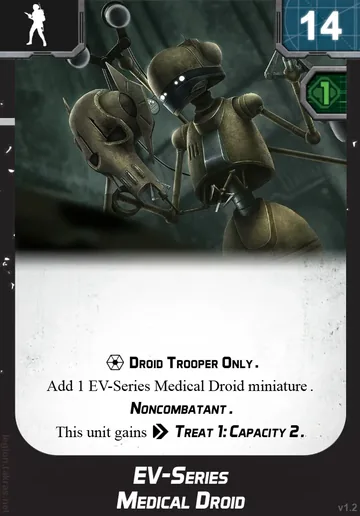 14
1
DROID TROOPER ONLY.
Add 1 EV-Series Medical Droid miniature.
NONCOMBATANT.
This unit gains TREAT 1: CAPACITY 2.
EV-SERIES
MEDICAL DROID
v1.2